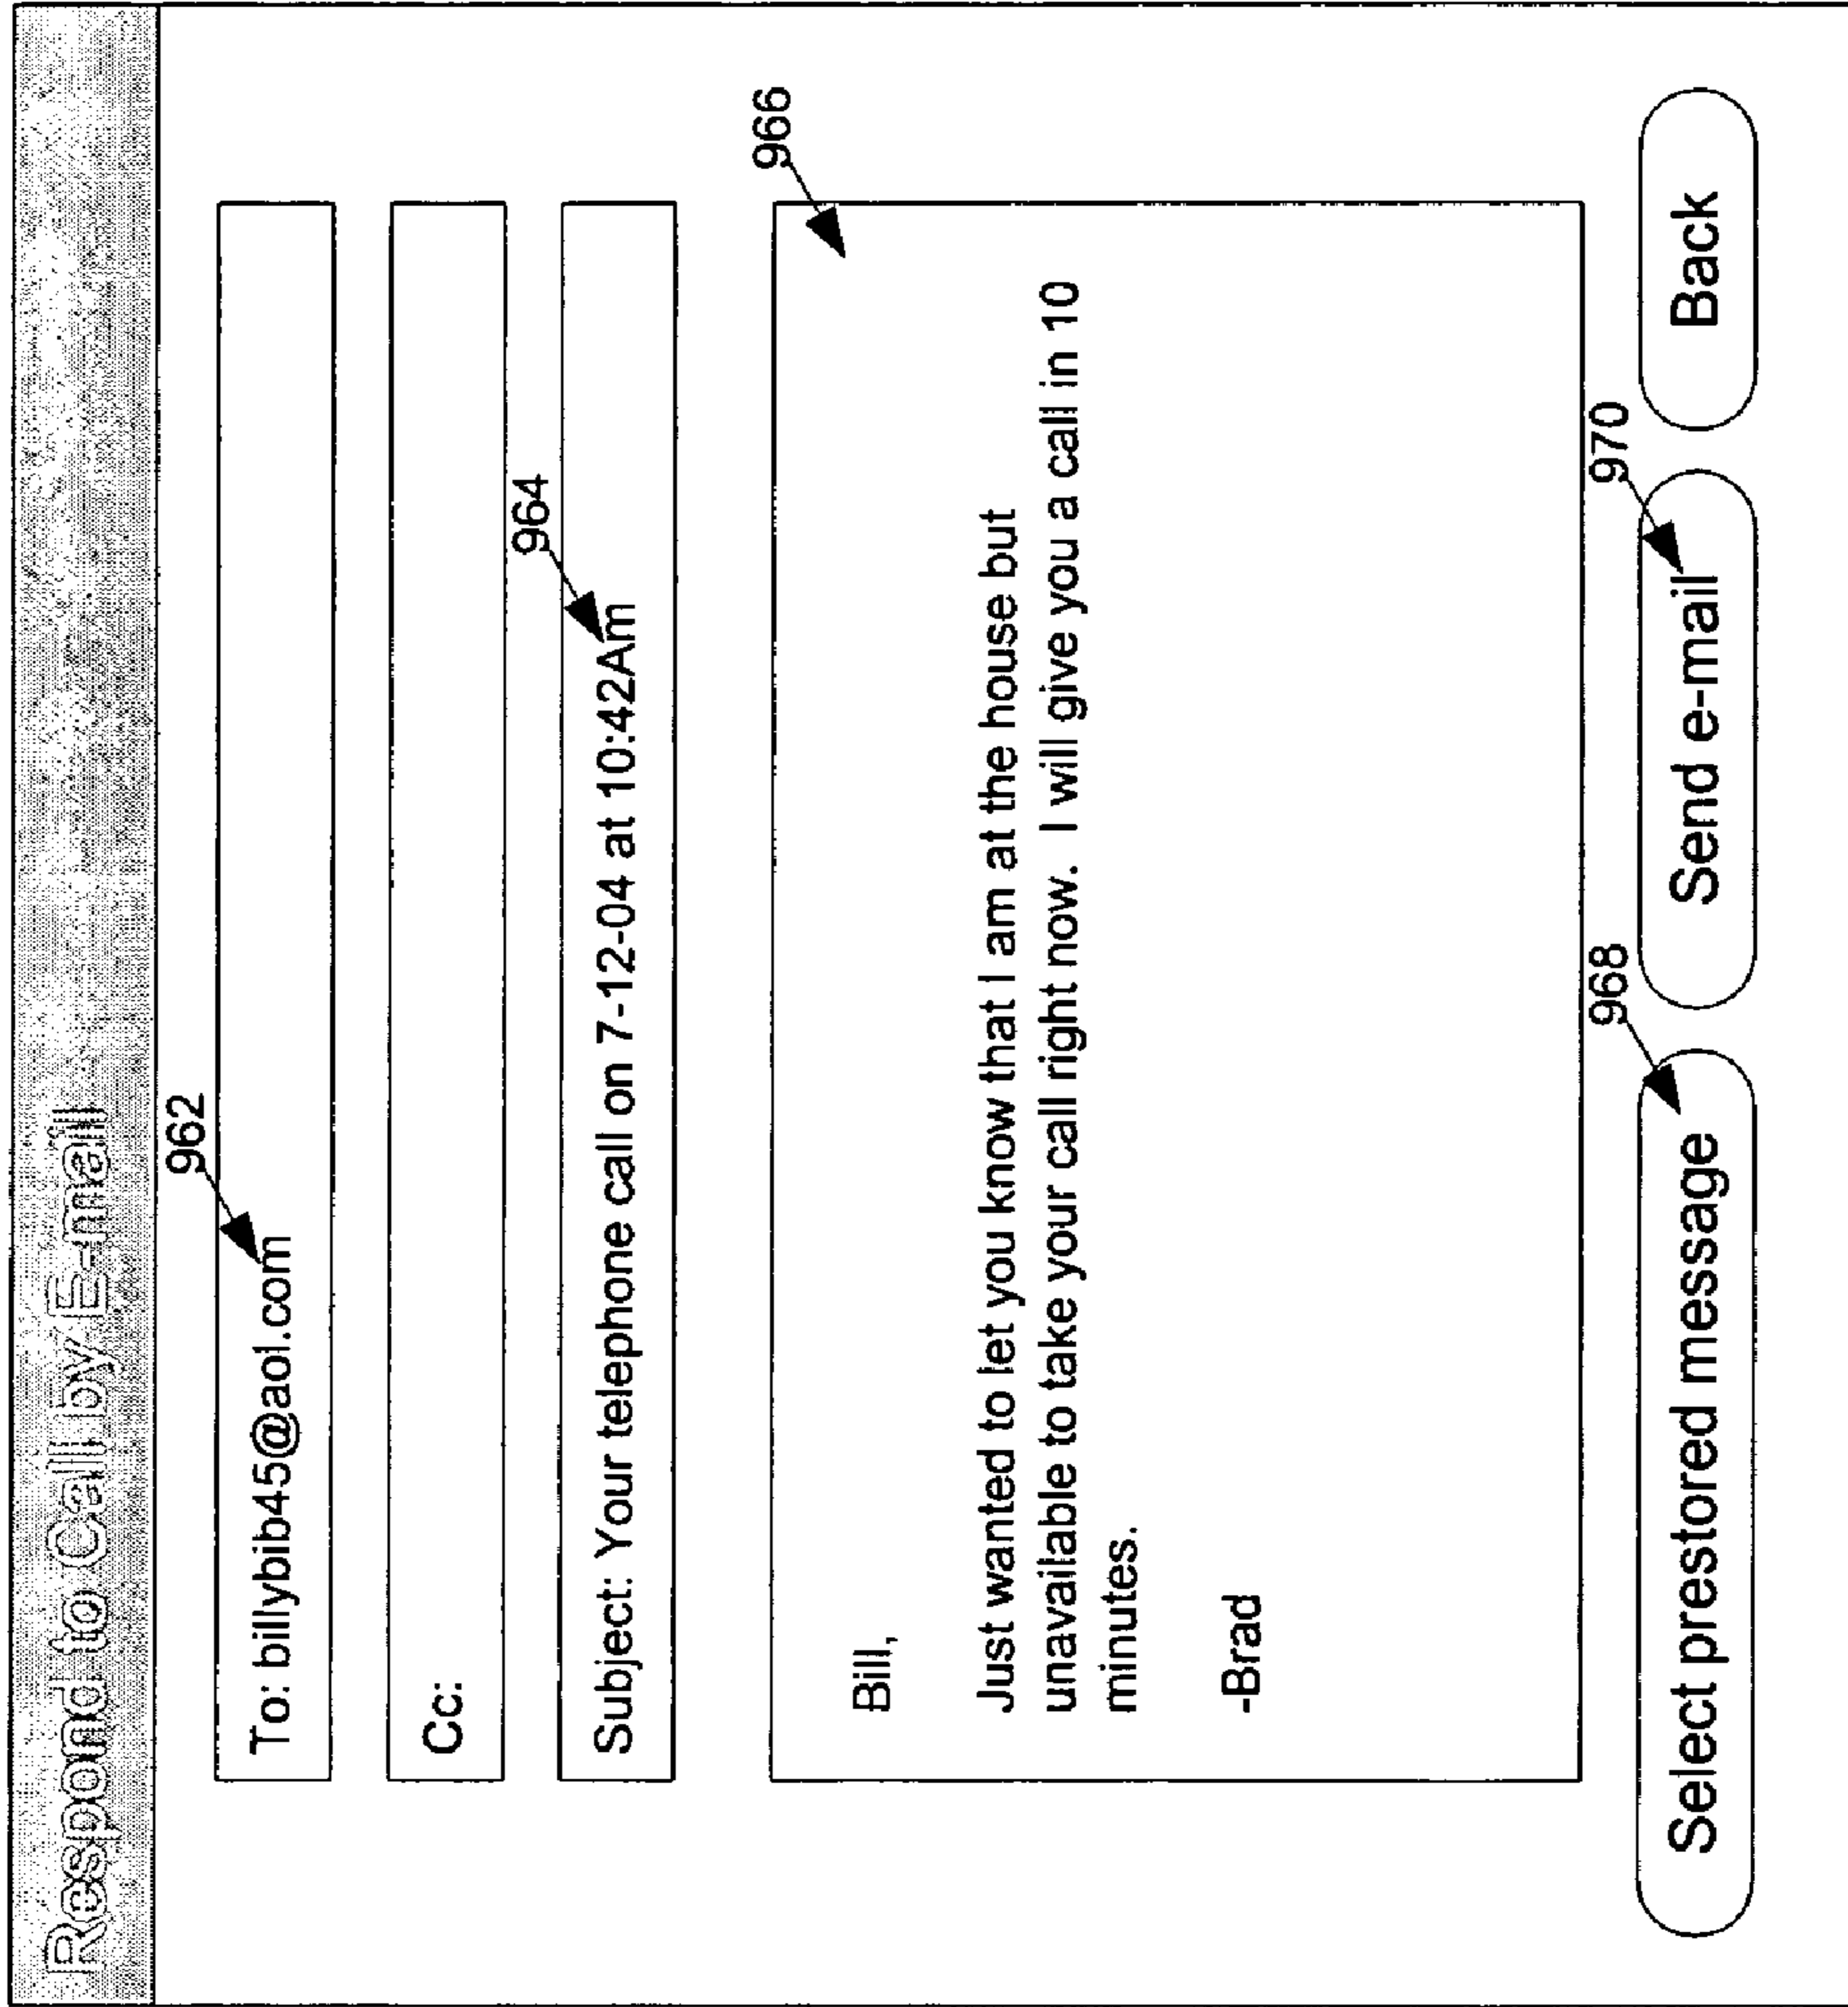 Respond to Call by E-mail
962
To: billybib45@aol.com
Cc:
964
Subject: Your telephone call on 7-12-04 at 10:42Am
966
Bill,
Just wanted to let you know that I am at the house but
unavailable to take your call right now.  I will give you a call in 10
minutes.
-Brad
968
970
Select prestored message
Send e-mail
Back